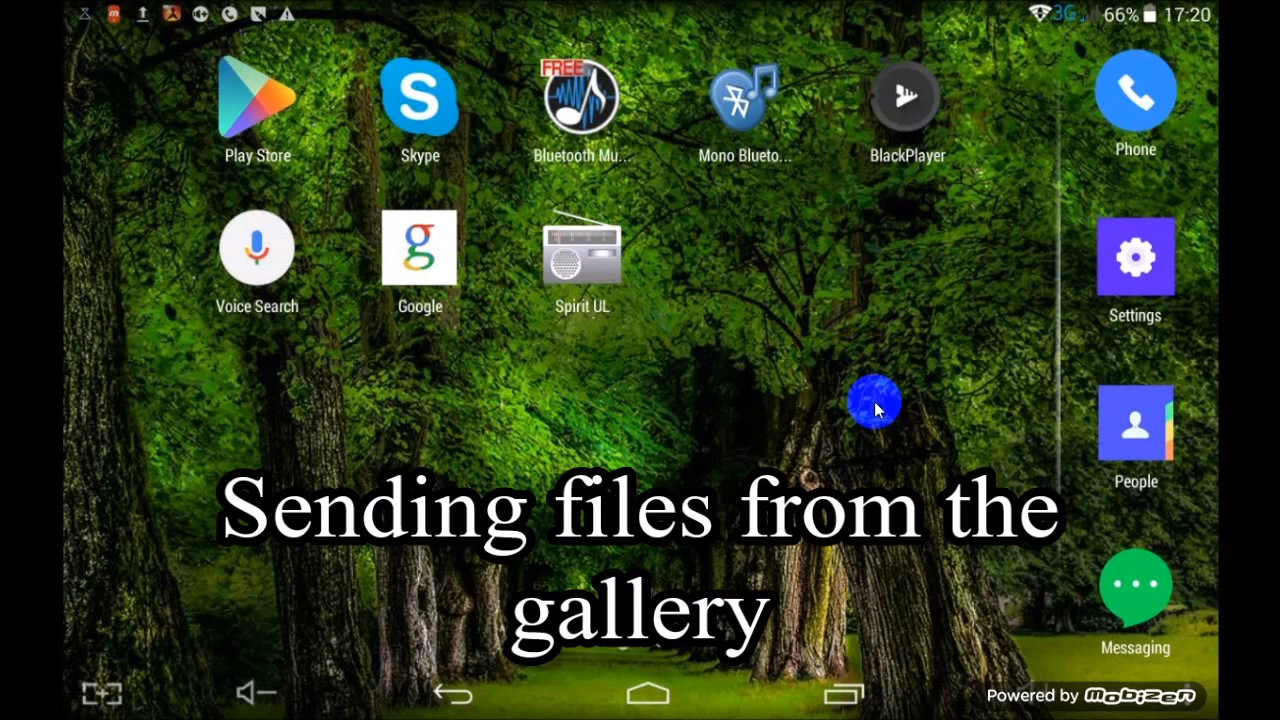 3G 66% 17:20
FREE
Play Store Skype Bluetooth Mu... Mono Blueto... BlackPlayer Phone
Voice Search Google Spirit UL Settings
People
Sending files from the
gallery
Messaging
Powered by mobizen